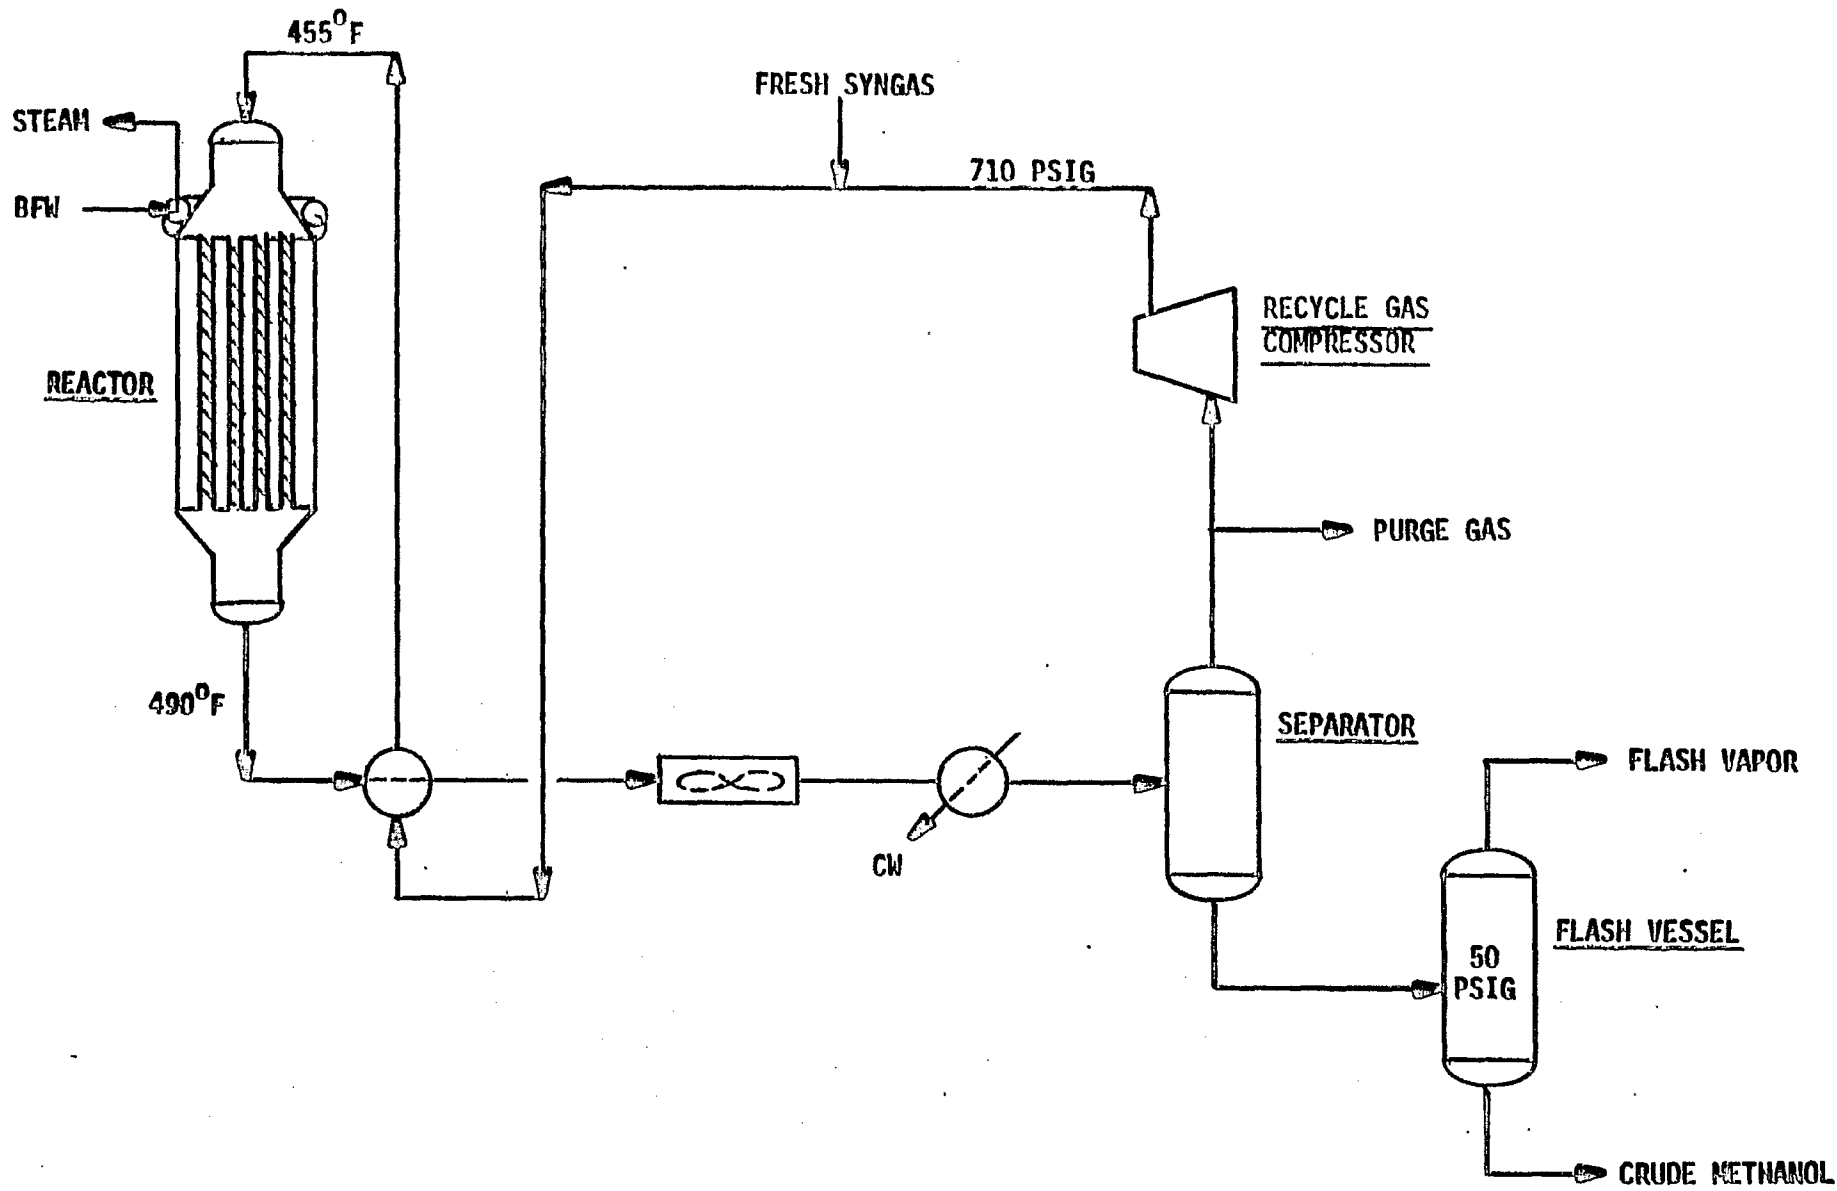 455°F
FRESH SYNGAS
STEAM
710 PSIG
BFW
RECYCLE GAS
COMPRESSOR
REACTOR
PURGE GAS
490°F
SEPARATOR
FLASH VAPOR
CW
FLASH VESSEL
50
PSIG
CRUDE METHANOL